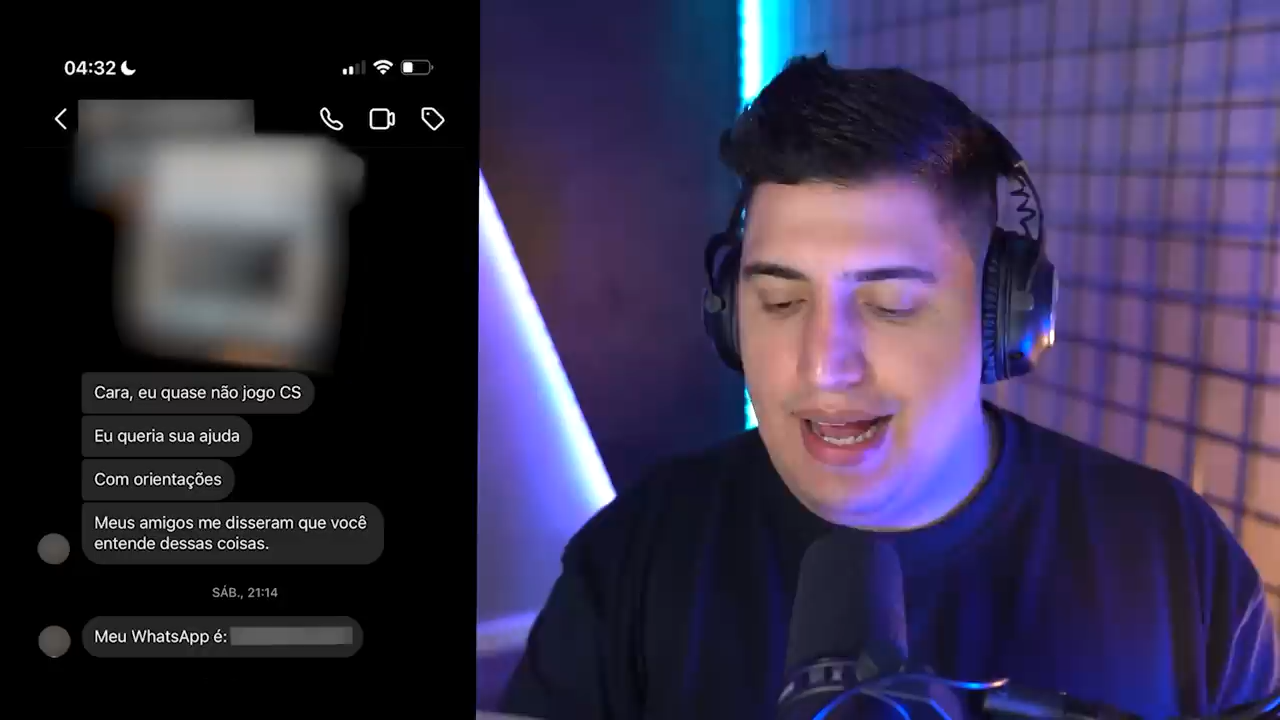 04:32
Cara, eu quase não jogo CS
Eu queria sua ajuda
Com orientações
Meus amigos me disseram que você
entende dessas coisas.
SÁB., 21:14
Meu WhatsApp é: